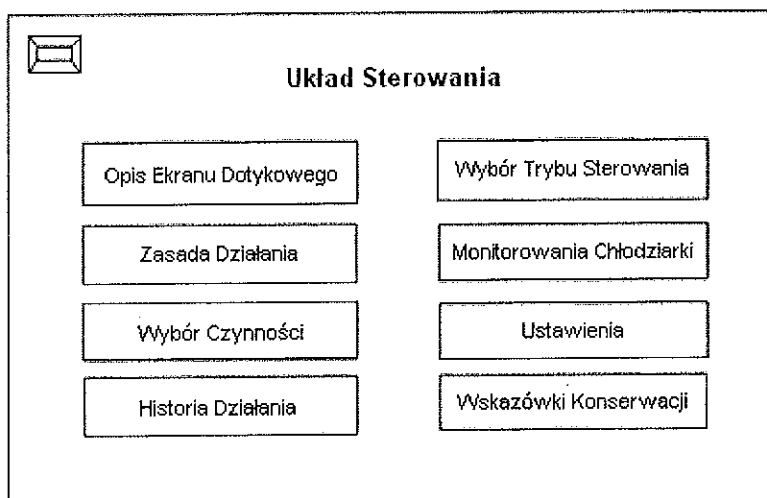 Układ Sterowania
Opis Ekranu Dotykowego
Wybór Trybu Sterowania
Zasada Działania
Monitorowania Chłodziarki
Wybór Czynności
Ustawienia
Historia Działania
Wskazówki Konserwacji